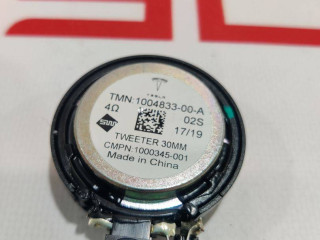 TESLA
TMN:1004833-00-A
4Ω
02S
17/19
TWEETER 30MM
CMPN:1000345-001
Made in China